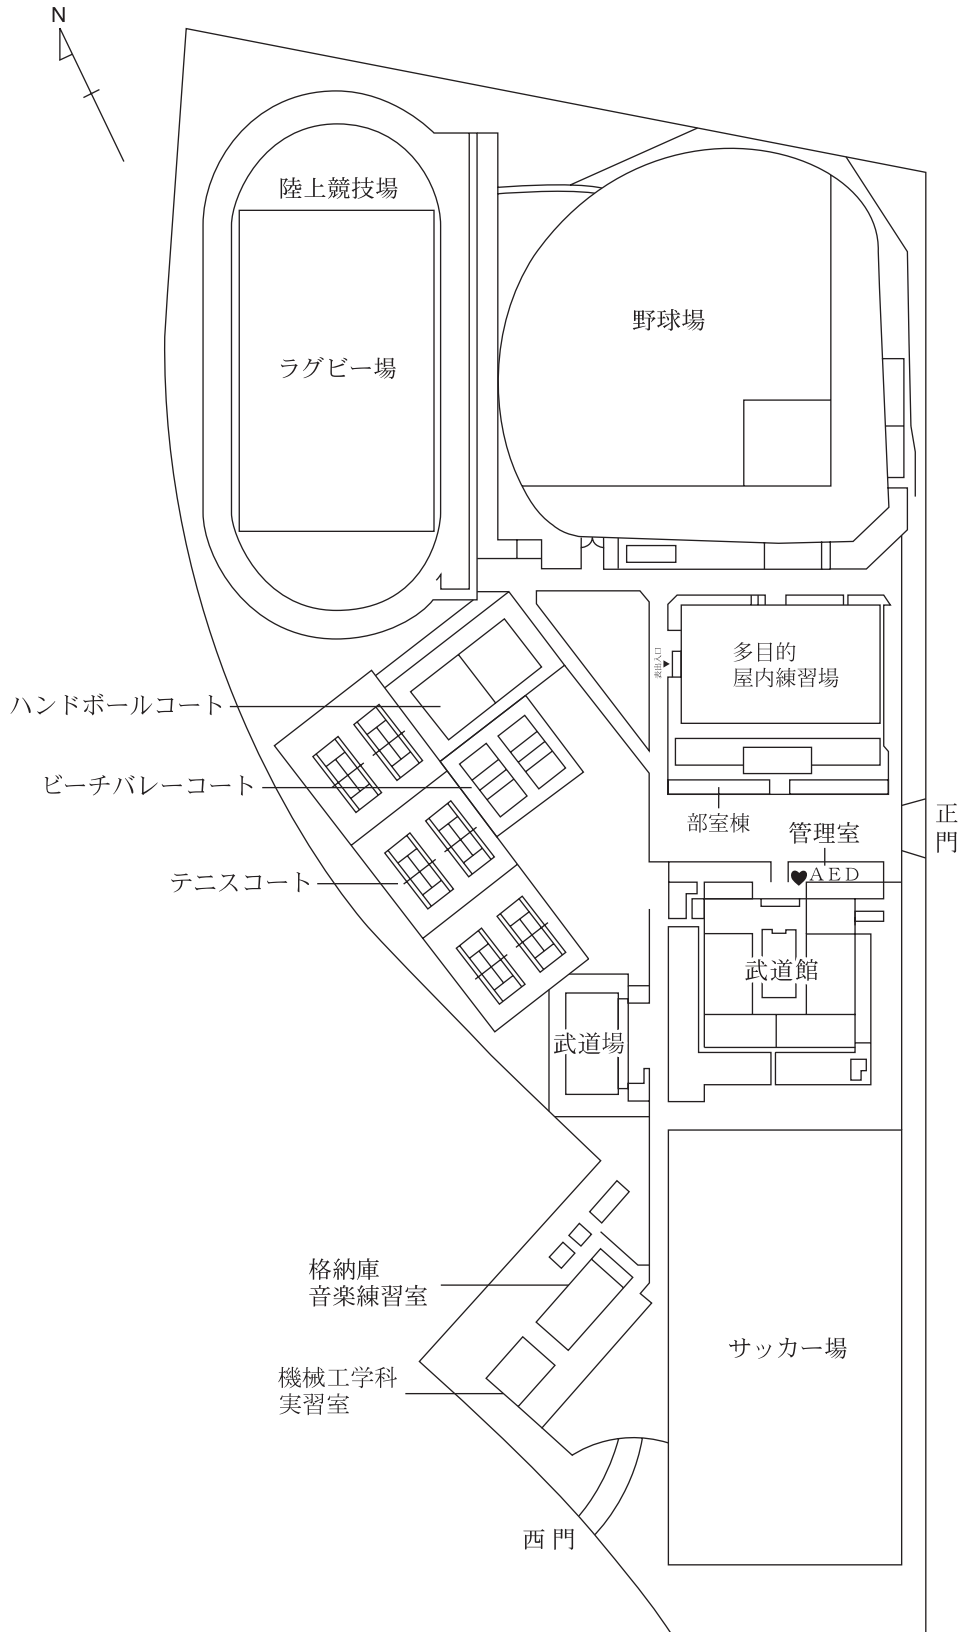 N
陸上競技場
ラグビー場
野球場
多目的
屋内練習場
表出入口
ハンドボールコート
ビーチバレーコート
部室棟
管理室
AED
正門
テニスコート
武道館
武道場
格納庫
音楽練習室
機械工学科
実習室
サッカー場
西門